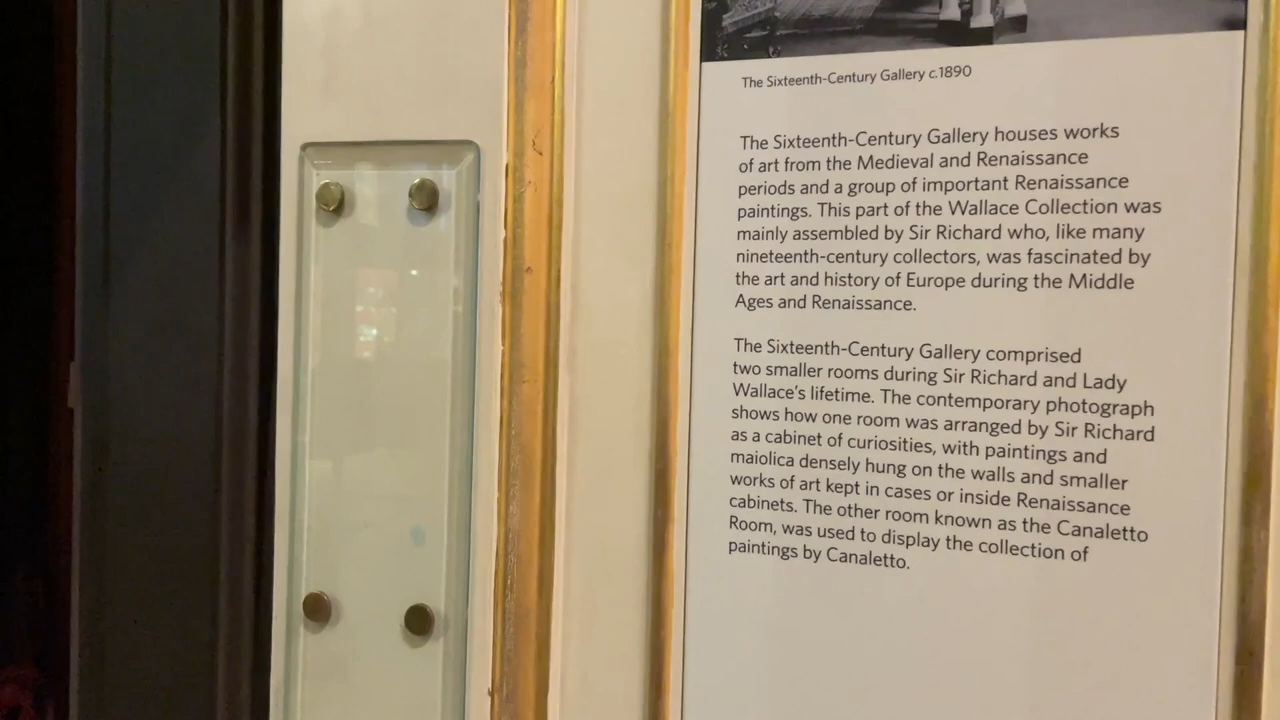 The Sixteenth-Century Gallery c.1890
The Sixteenth-Century Gallery houses works
of art from the Medieval and Renaissance
periods and a group of important Renaissance
paintings. This part of the Wallace Collection was
mainly assembled by Sir Richard who, like many
nineteenth-century collectors, was fascinated by
the art and history of Europe during the Middle
Ages and Renaissance.
The Sixteenth-Century Gallery comprised
two smaller rooms during Sir Richard and Lady
Wallace's lifetime. The contemporary photograph
shows how one room was arranged by Sir Richard
as a cabinet of curiosities, with paintings and
maiolica densely hung on the walls and smaller
works of art kept in cases or inside Renaissance
cabinets. The other room known as the Canaletto
Room, was used to display the collection of
paintings by Canaletto.